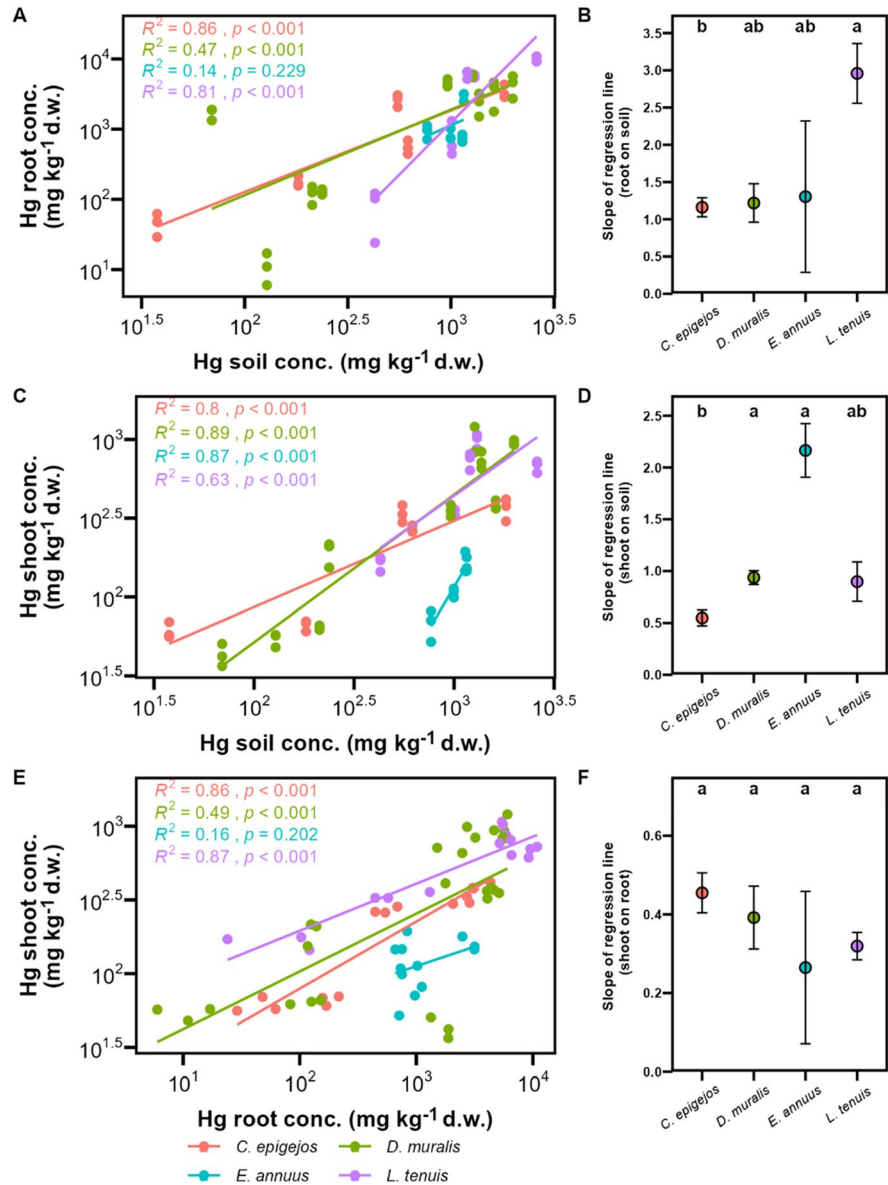 A
R² = 0.86 , p < 0.001
R² = 0.47 , p < 0.001
R² = 0.14 , p = 0.229
R² = 0.81 , p < 0.001
10⁴
10³
10²
10¹
Hg root conc.
(mg kg⁻¹ d.w.)
10^1.5
10²
10^2.5
10³
10^3.5
Hg soil conc. (mg kg⁻¹ d.w.)
B
b
ab
ab
a
3.5
3.0
2.5
2.0
1.5
1.0
0.5
0.0
Slope of regression line
(root on soil)
C. epigejos
D. muralis
E. annuus
L. tenuis
C
R² = 0.8 , p < 0.001
R² = 0.89 , p < 0.001
R² = 0.87 , p < 0.001
R² = 0.63 , p < 0.001
10³
10^2.5
10²
10^1.5
Hg shoot conc.
(mg kg⁻¹ d.w.)
10^1.5
10²
10^2.5
10³
10^3.5
Hg soil conc. (mg kg⁻¹ d.w.)
D
b
a
a
ab
2.5
2.0
1.5
1.0
0.5
0.0
Slope of regression line
(shoot on soil)
C. epigejos
D. muralis
E. annuus
L. tenuis
E
R² = 0.86 , p < 0.001
R² = 0.49 , p < 0.001
R² = 0.16 , p = 0.202
R² = 0.87 , p < 0.001
10³
10^2.5
10²
10^1.5
Hg shoot conc.
(mg kg⁻¹ d.w.)
10¹
10²
10³
10⁴
Hg root conc. (mg kg⁻¹ d.w.)
F
a
a
a
a
0.6
0.4
0.2
0.0
Slope of regression line
(shoot on root)
C. epigejos
D. muralis
E. annuus
L. tenuis
C. epigejos
D. muralis
E. annuus
L. tenuis